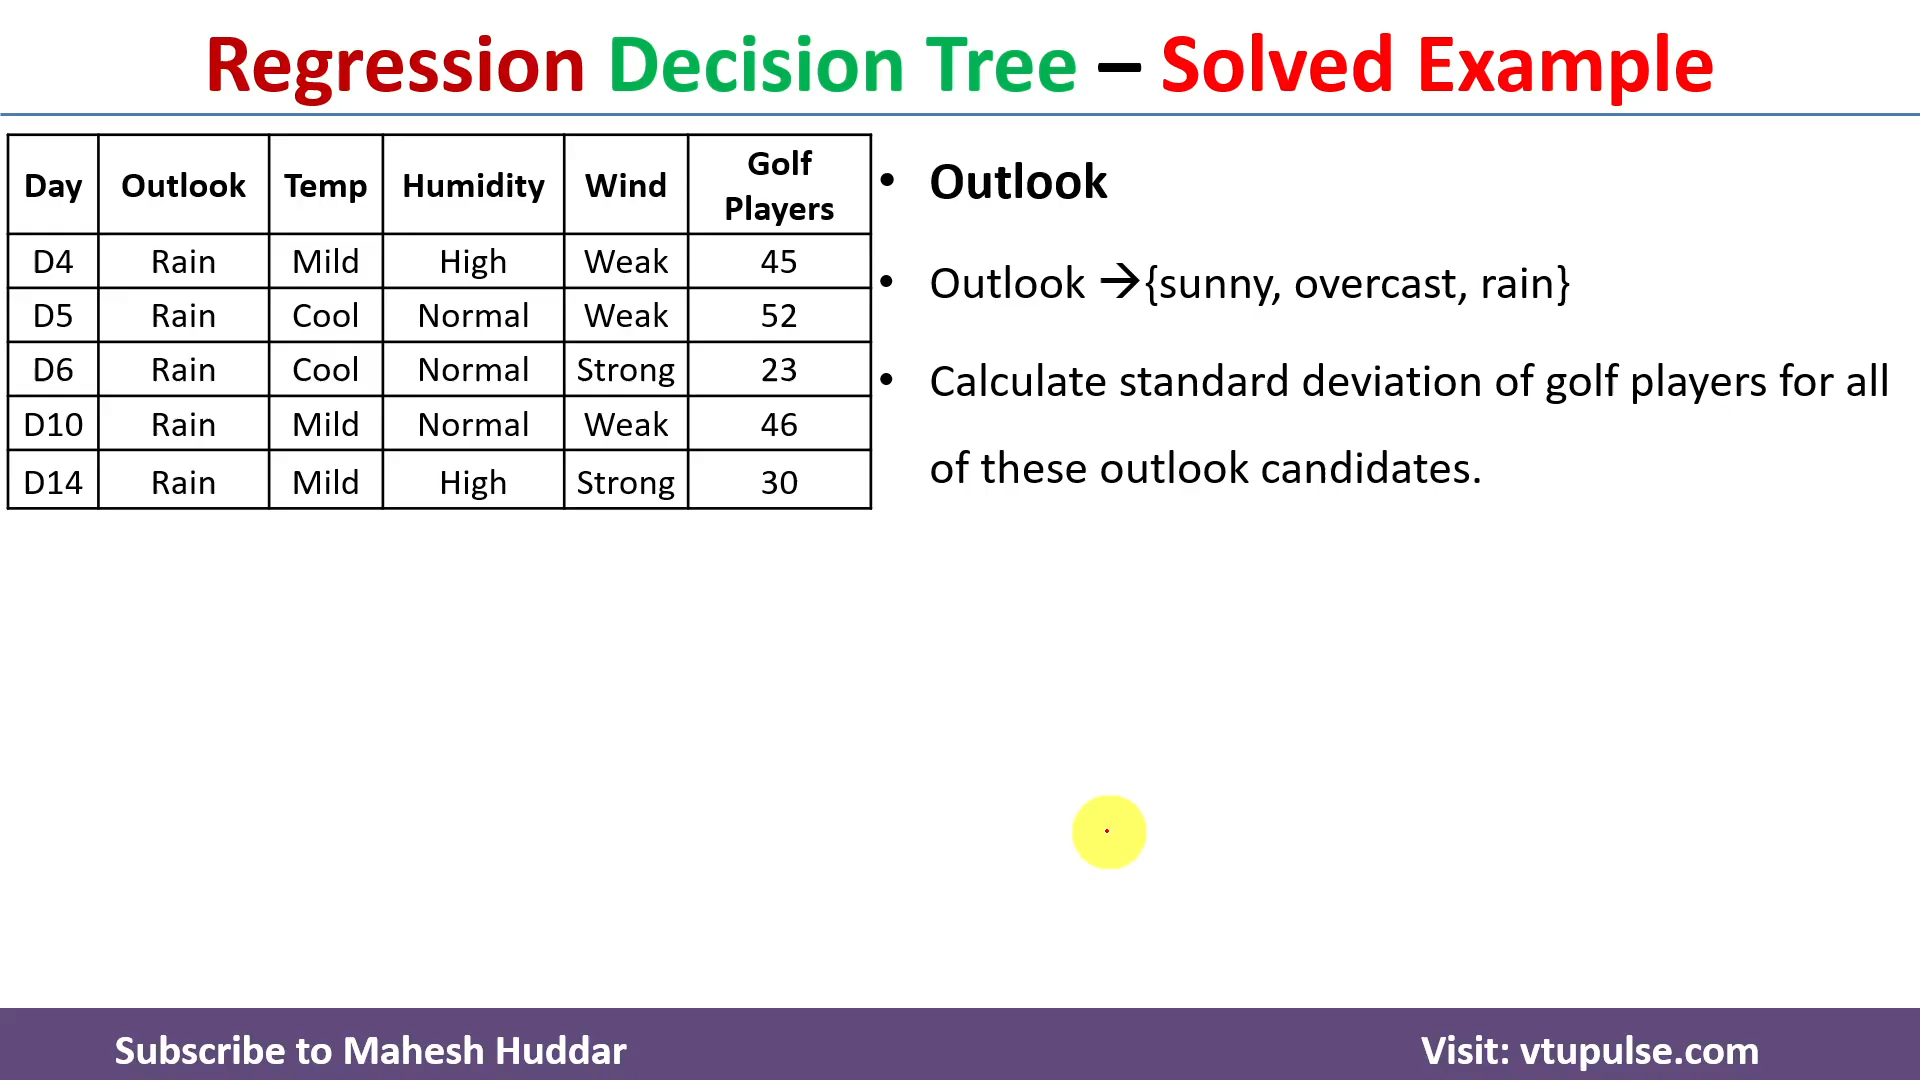 Regression Decision Tree – Solved Example
Day Outlook Temp Humidity Wind Golf Players
D4 Rain Mild High Weak 45
D5 Rain Cool Normal Weak 52
D6 Rain Cool Normal Strong 23
D10 Rain Mild Normal Weak 46
D14 Rain Mild High Strong 30
• Outlook
• Outlook →{sunny, overcast, rain}
• Calculate standard deviation of golf players for all
of these outlook candidates.
Subscribe to Mahesh Huddar
Visit: vtupulse.com